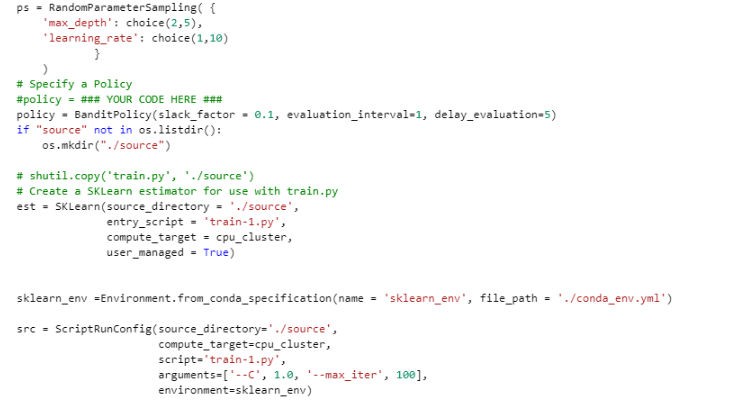 ps = RandomParameterSampling( {
    'max_depth': choice(2,5),
    'learning_rate': choice(1,10)
            }
    )
# Specify a Policy
#policy = ### YOUR CODE HERE ###
policy = BanditPolicy(slack_factor = 0.1, evaluation_interval=1, delay_evaluation=5)
if "source" not in os.listdir():
    os.mkdir("./source")
# shutil.copy('train.py', './source')
# Create a SKLearn estimator for use with train.py
est = SKLearn(source_directory = './source',
              entry_script = 'train-1.py',
              compute_target = cpu_cluster,
              user_managed = True)
sklearn_env =Environment.from_conda_specification(name = 'sklearn_env', file_path = './conda_env.yml')
src = ScriptRunConfig(source_directory='./source',
                      compute_target=cpu_cluster,
                      script='train-1.py',
                      arguments=['--C', 1.0, '--max_iter', 100],
                      environment=sklearn_env)